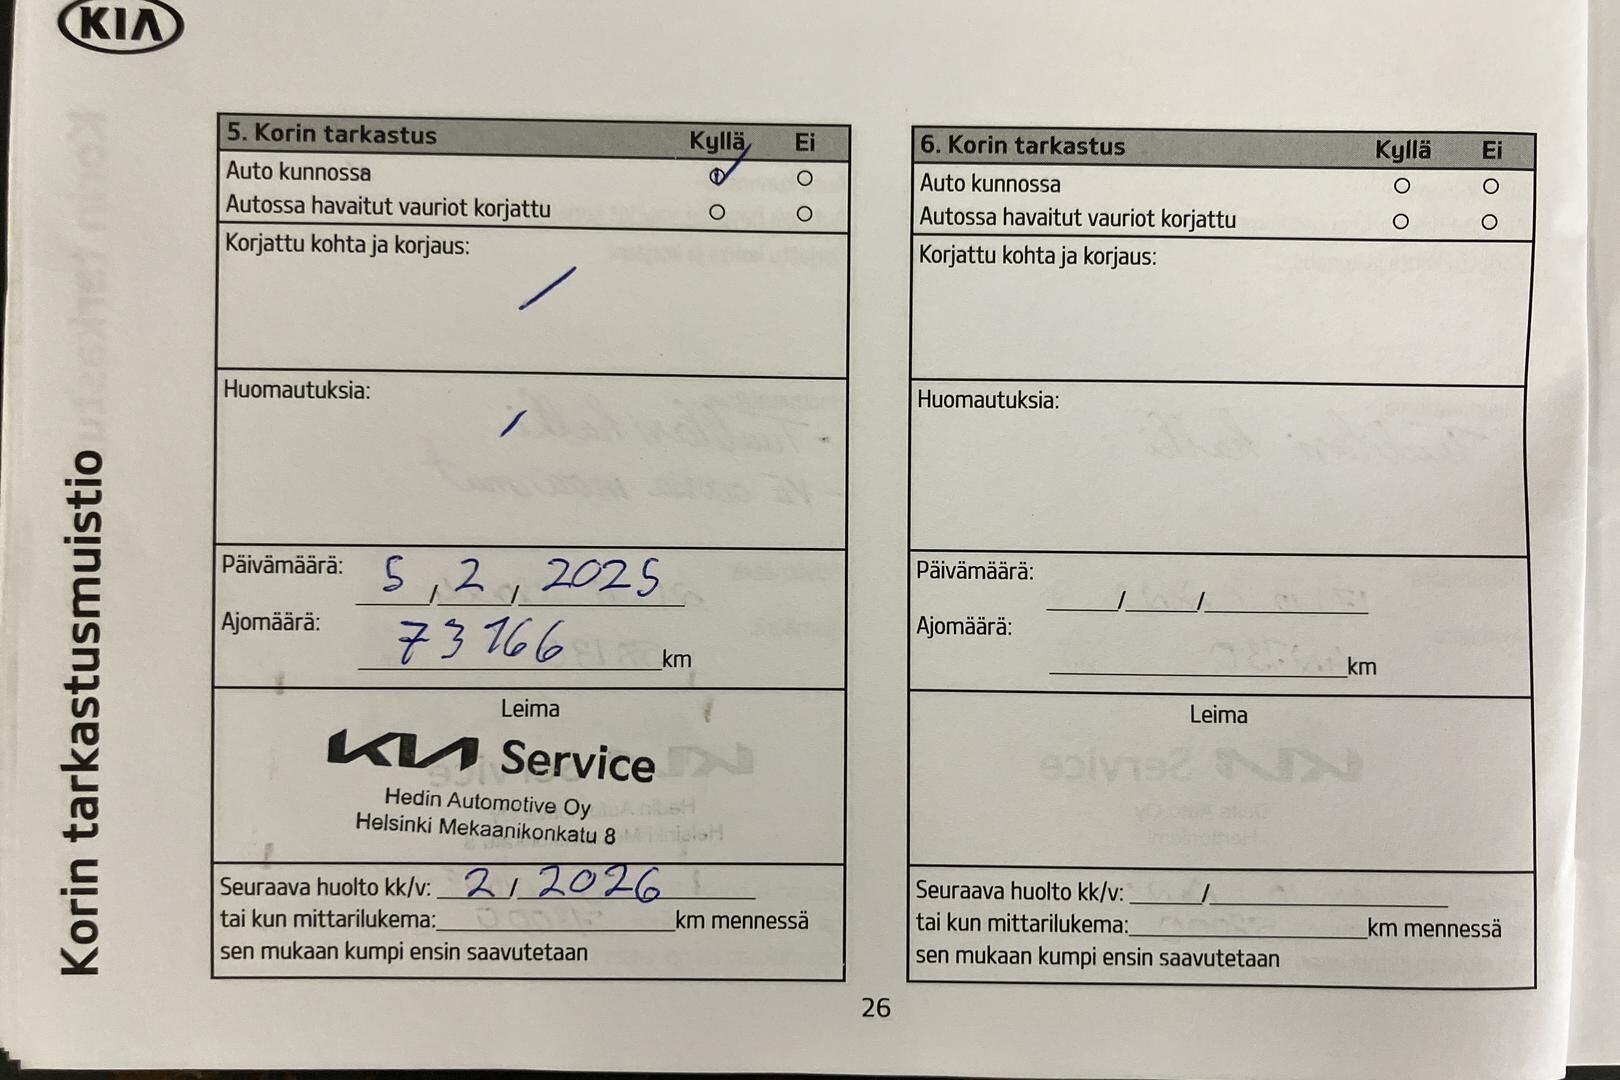 KIA
Korin tarkastusmuistio
5. Korin tarkastus Kyllä Ei
Auto kunnossa
Autossa havaitut vauriot korjattu
Korjattu kohta ja korjaus:
Huomautuksia:
Päivämäärä: 5 / 2 / 2025
Ajomäärä: 73166 km
Leima
KIA Service
Hedin Automotive Oy
Helsinki Mekaanikonkatu 8
Seuraava huolto kk/v: 2 / 2026
tai kun mittarilukema: km mennessä
sen mukaan kumpi ensin saavutetaan
6. Korin tarkastus Kyllä Ei
Auto kunnossa
Autossa havaitut vauriot korjattu
Korjattu kohta ja korjaus:
Huomautuksia:
Päivämäärä: / /
Ajomäärä: km
Leima
Seuraava huolto kk/v: /
tai kun mittarilukema: km mennessä
sen mukaan kumpi ensin saavutetaan
26